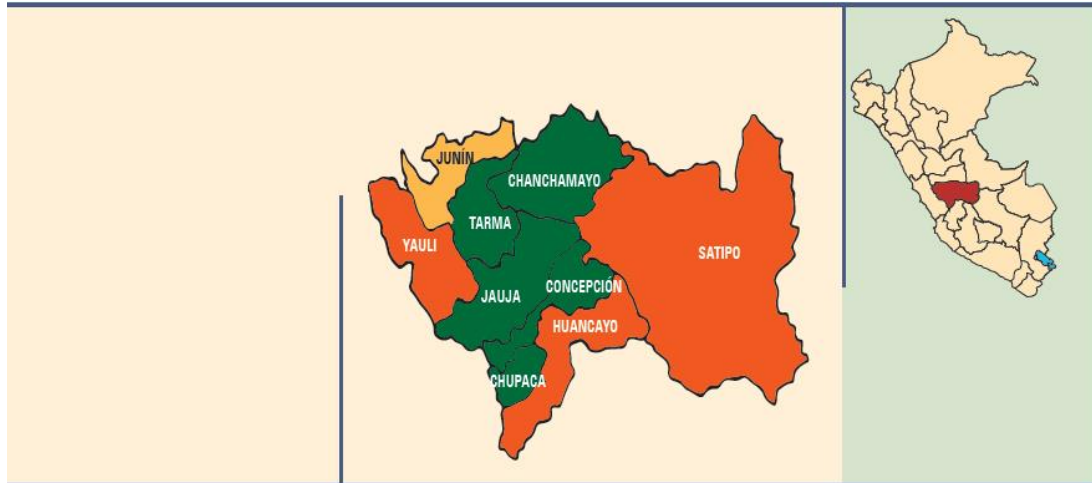 JUNÍN
CHANCHAMAYO
TARMA
YAULI
SATIPO
JAUJA
CONCEPCIÓN
HUANCAYO
CHUPACA